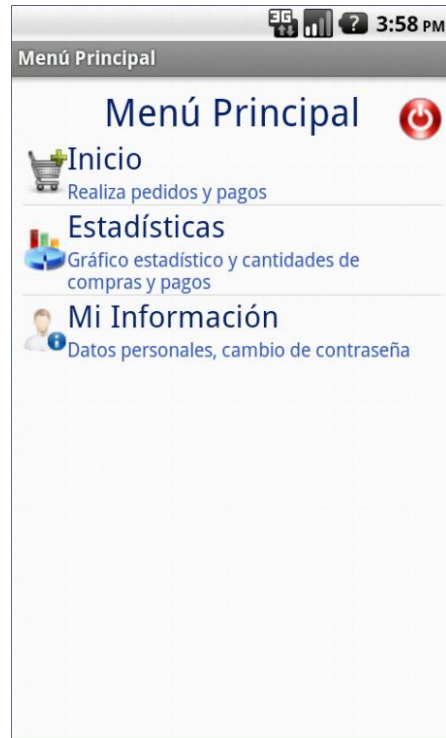 3G 3:58 PM
Menú Principal
Menú Principal
Inicio
Realiza pedidos y pagos
Estadísticas
Gráfico estadístico y cantidades de
compras y pagos
Mi Información
Datos personales, cambio de contraseña